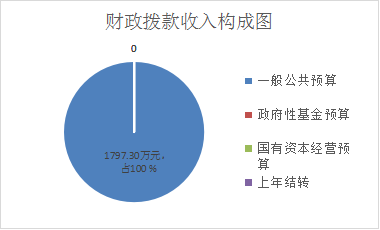 财政拨款收入构成图
0
1797.30万元，
占100 %
一般公共预算
政府性基金预算
国有资本经营预
算
上年结转